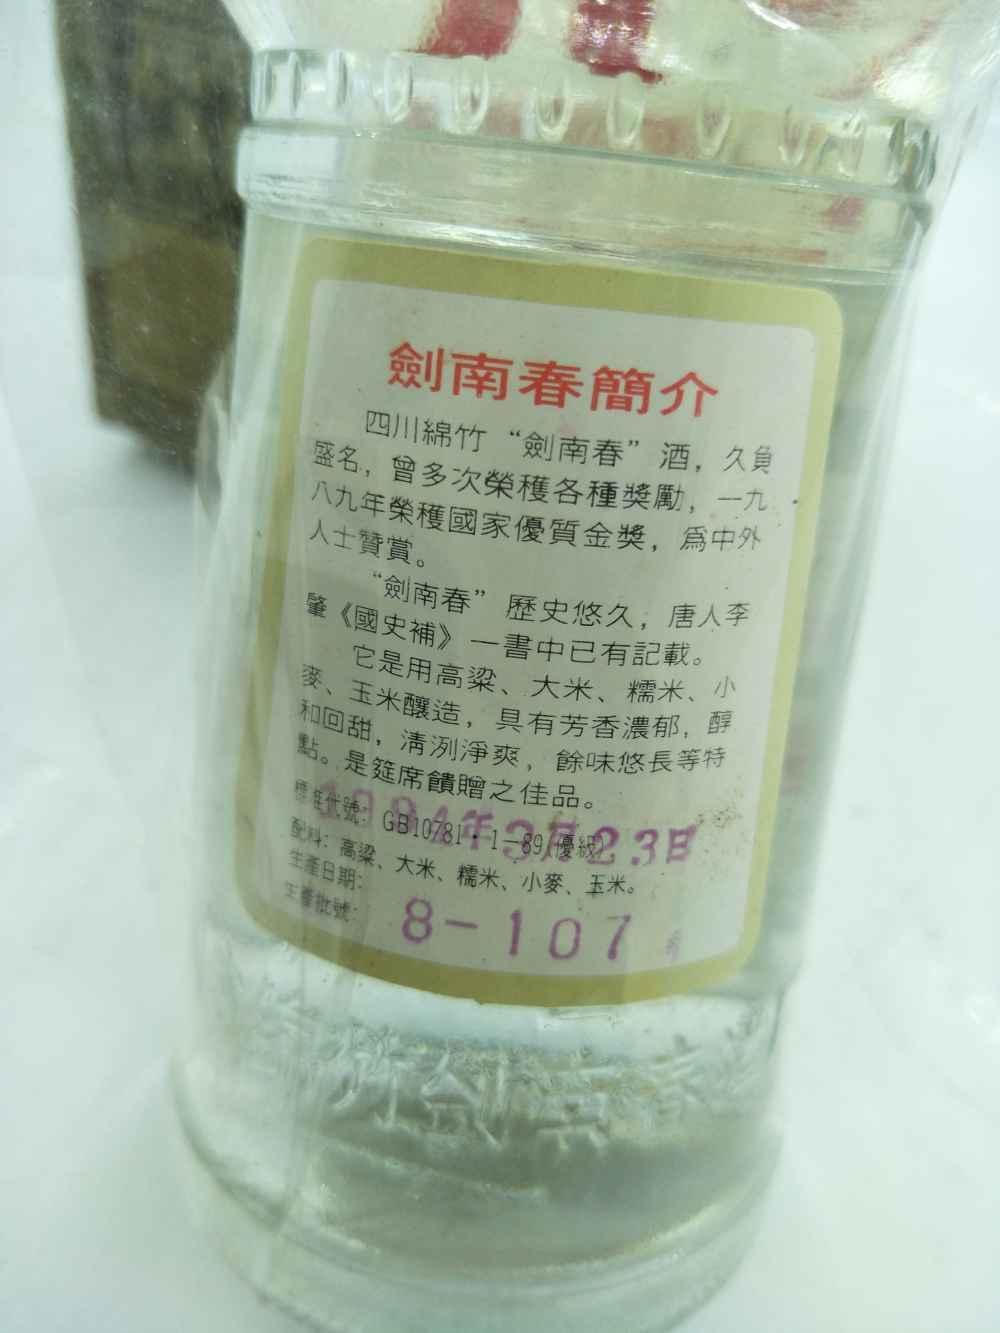 劍南春簡介
四川綿竹“劍南春”酒，久負
盛名，曾多次榮獲各種獎勵，一九
八九年榮獲國家優質金獎，爲中外
人士贊賞。
“劍南春”歷史悠久，唐人李
肇《國史補》一書中已有記載。
它是用高粱、大米、糯米、小
麥、玉米釀造，具有芳香濃郁，醇
和回甜，清洌淨爽，餘味悠長等特
點。是筵席饋贈之佳品。
標准代號：GB10781·1—89(優級)
1994年3月23日
配料：高粱、大米、糯米、小麥、玉米。
生產日期：
生產批號：8-107
劍南春